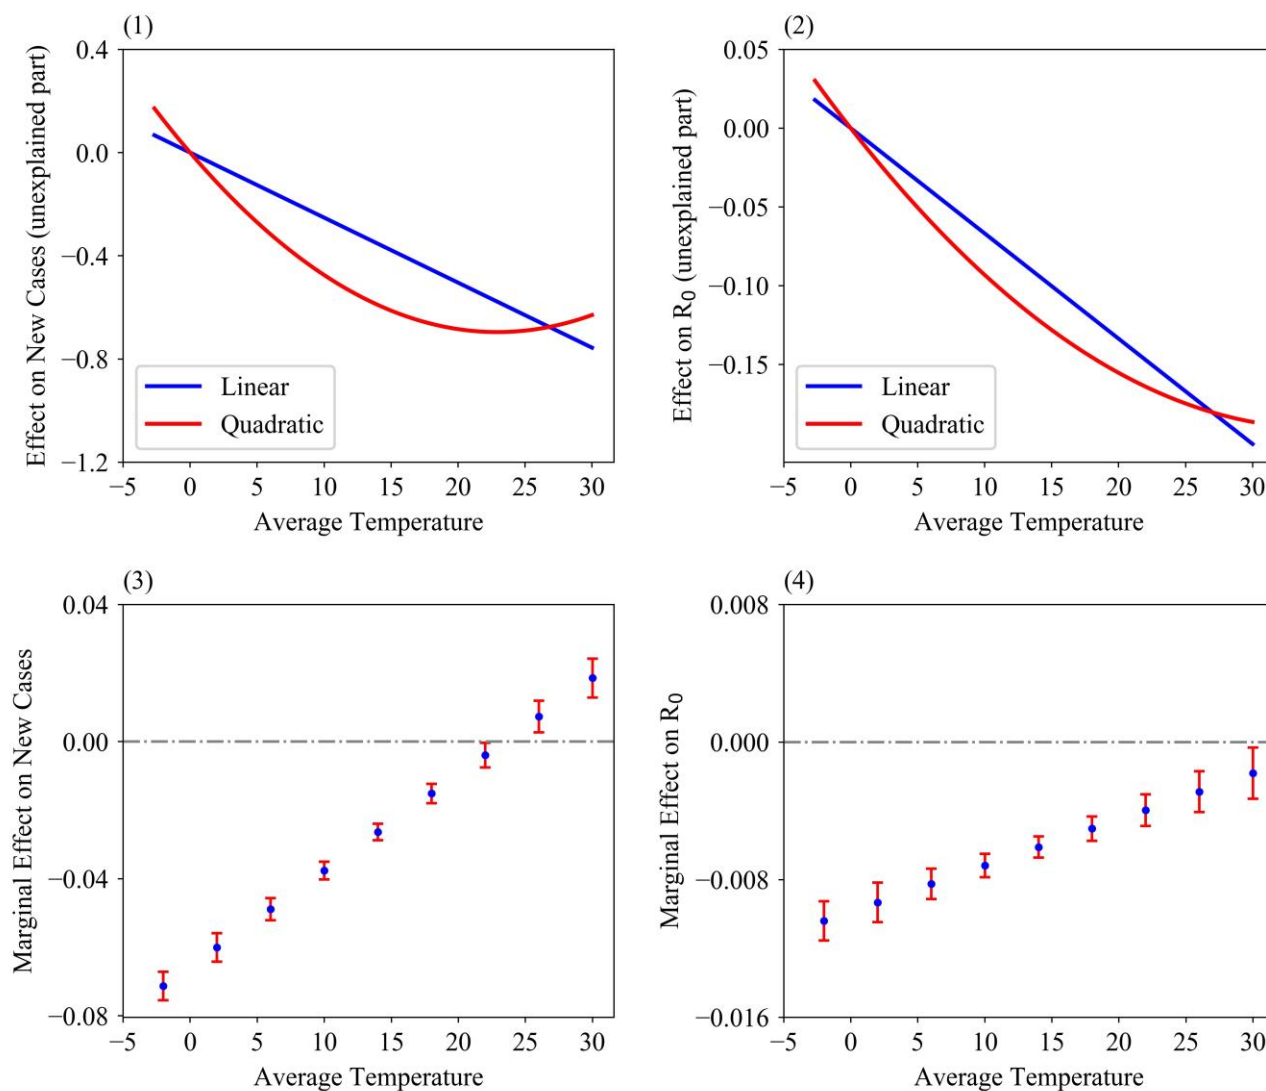 (1)
Effect on New Cases (unexplained part)
0.4
0.0
−0.4
−0.8
−1.2
Linear
Quadratic
−5 0 5 10 15 20 25 30
Average Temperature
(2)
Effect on R₀ (unexplained part)
0.05
0.00
−0.05
−0.10
−0.15
Linear
Quadratic
−5 0 5 10 15 20 25 30
Average Temperature
(3)
Marginal Effect on New Cases
0.04
0.00
−0.04
−0.08
−5 0 5 10 15 20 25 30
Average Temperature
(4)
Marginal Effect on R₀
0.008
0.000
−0.008
−0.016
−5 0 5 10 15 20 25 30
Average Temperature